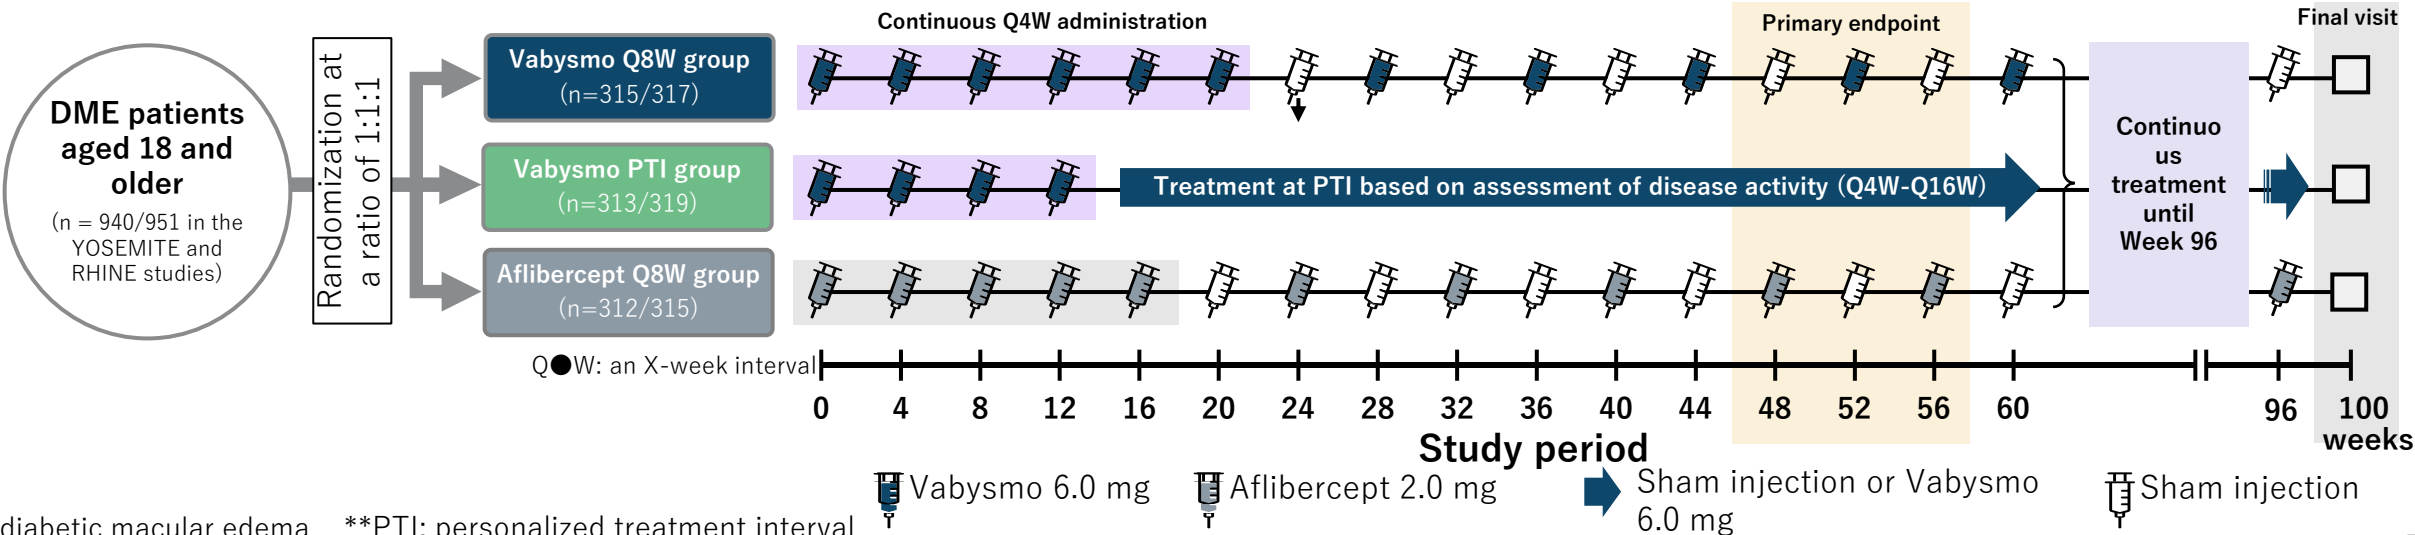 Continuous Q4W administration
Primary endpoint
Final visit
DME patients
aged 18 and
older
(n = 940/951 in the
YOSEMITE and
RHINE studies)
Randomization at
a ratio of 1:1:1
Vabysmo Q8W group
(n=315/317)
Vabysmo PTI group
(n=313/319)
Aflibercept Q8W group
(n=312/315)
Treatment at PTI based on assessment of disease activity (Q4W-Q16W)
Continuo
us
treatment
until
Week 96
Q●W: an X-week interval
0 4 8 12 16 20 24 28 32 36 40 44 48 52 56 60 96 100
weeks
Study period
Vabysmo 6.0 mg
Aflibercept 2.0 mg
Sham injection or Vabysmo
6.0 mg
Sham injection
diabetic macular edema **PTI: personalized treatment interval